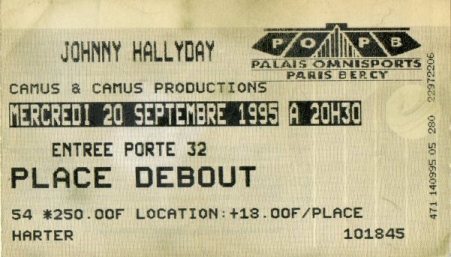 JOHNNY HALLYDAY
POPB
PALAIS OMNISPORTS
PARIS BERCY
CAMUS & CAMUS PRODUCTIONS
MERCREDI 20 SEPTEMBRE 1995 A 20H30
ENTREE PORTE 32
PLACE DEBOUT
54 *250.00F LOCATION:+18.00F/PLACE
HARTER 101845
471 140995 05 280 22972206